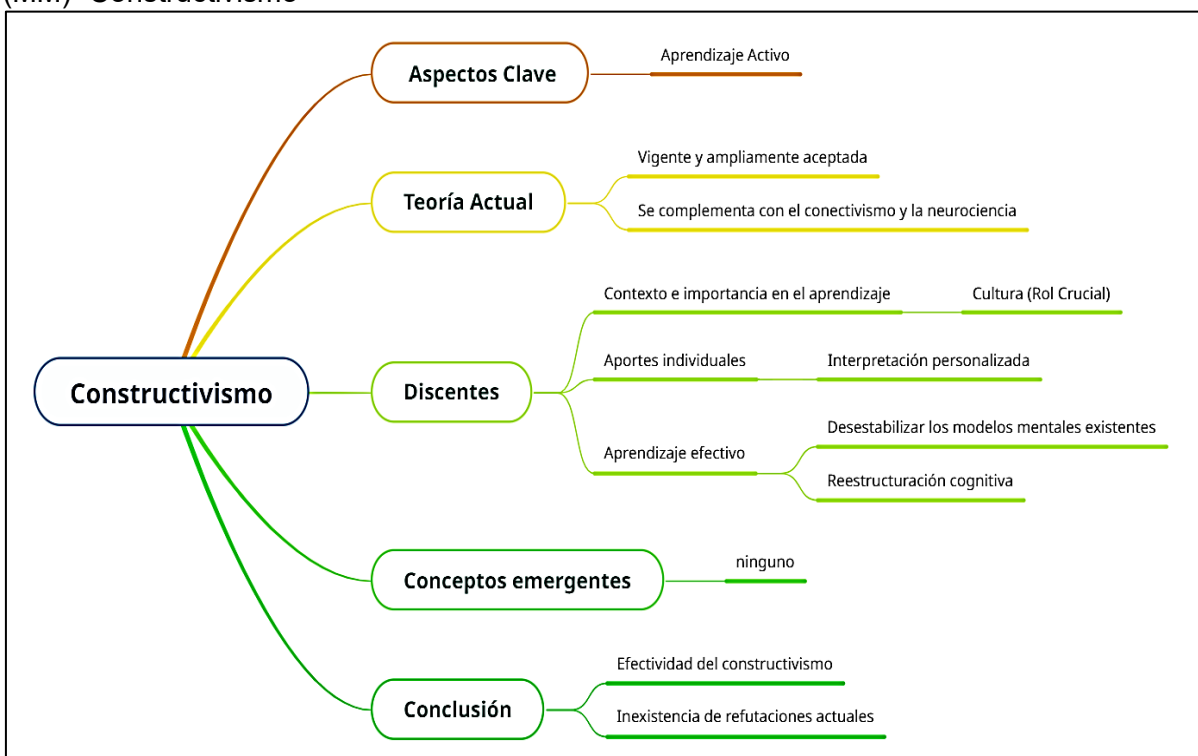 (MM) "Constructivismo"
Aspectos Clave
Aprendizaje Activo
Teoría Actual
Vigente y ampliamente aceptada
Se complementa con el conectivismo y la neurociencia
Constructivismo
Discentes
Contexto e importancia en el aprendizaje
Cultura (Rol Crucial)
Aportes individuales
Interpretación personalizada
Aprendizaje efectivo
Desestabilizar los modelos mentales existentes
Reestructuración cognitiva
Conceptos emergentes
ninguno
Conclusión
Efectividad del constructivismo
Inexistencia de refutaciones actuales